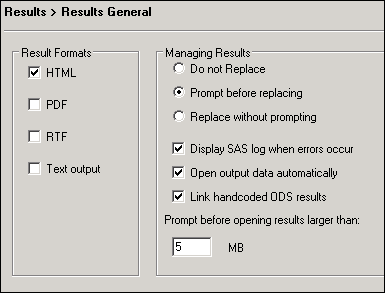 Results > Results General
Result Formats
HTML
PDF
RTF
Text output
Managing Results
Do not Replace
Prompt before replacing
Replace without prompting
Display SAS log when errors occur
Open output data automatically
Link handcoded ODS results
Prompt before opening results larger than:
5 MB